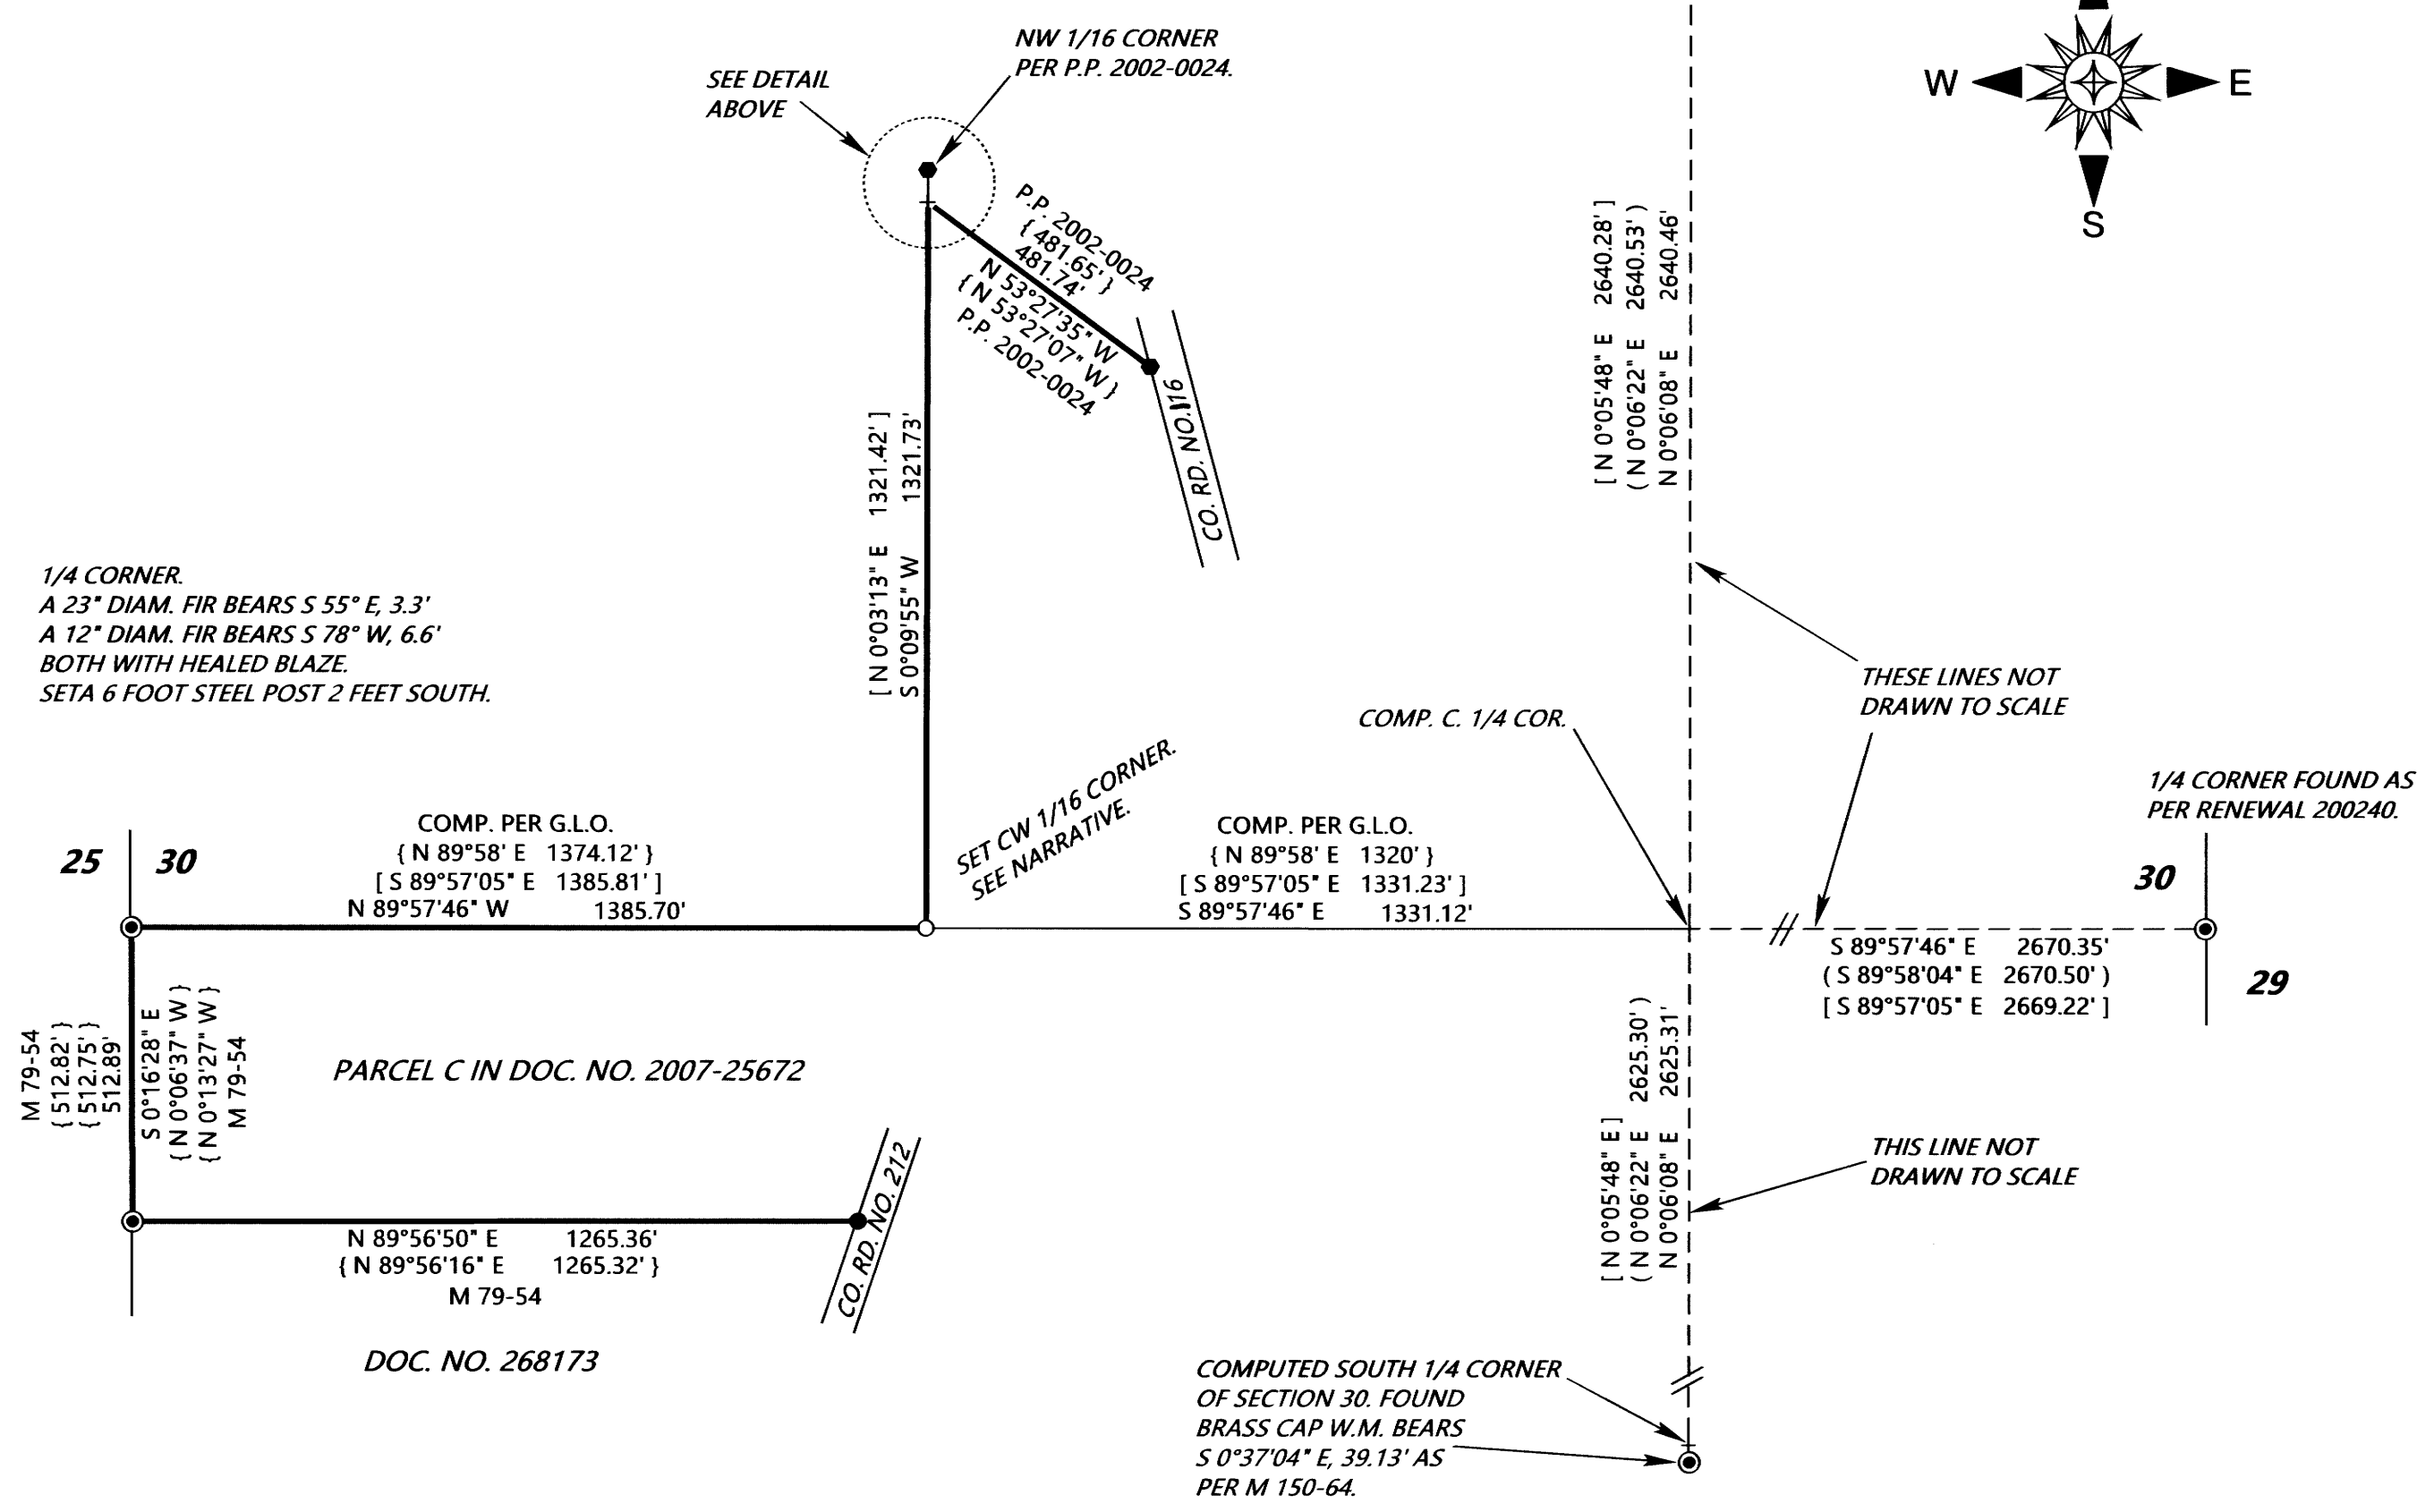 NW 1/16 CORNER
PER P.P. 2002-0024.
SEE DETAIL
ABOVE
W
E
S
P.P. 2002-0024
{ 481.65' }
481.74'
N 53°27'35" W
{ N 53°27'07" W }
P.P. 2002-0024
CO. RD. NO. 116
[ N 0°05'48" E 2640.28' ]
( N 0°06'22" E 2640.53' )
N 0°06'08" E 2640.46'
[ N 0°03'13" E 1321.42' ]
S 0°09'55" W 1321.73'
1/4 CORNER.
A 23" DIAM. FIR BEARS S 55° E, 3.3'
A 12" DIAM. FIR BEARS S 78° W, 6.6'
BOTH WITH HEALED BLAZE.
SETA 6 FOOT STEEL POST 2 FEET SOUTH.
THESE LINES NOT
DRAWN TO SCALE
COMP. C. 1/4 COR.
1/4 CORNER FOUND AS
PER RENEWAL 200240.
SET CW 1/16 CORNER.
SEE NARRATIVE.
25
30
COMP. PER G.L.O.
{ N 89°58' E 1374.12' }
[ S 89°57'05" E 1385.81' ]
N 89°57'46" W 1385.70'
COMP. PER G.L.O.
{ N 89°58' E 1320' }
[ S 89°57'05" E 1331.23' ]
S 89°57'46" E 1331.12'
30
29
S 89°57'46" E 2670.35'
( S 89°58'04" E 2670.50' )
[ S 89°57'05" E 2669.22' ]
M 79-54
{ 512.82' }
{ 512.75' }
512.89'
S 0°16'28" E
{ N 0°06'37" W }
{ N 0°13'27" W }
M 79-54
PARCEL C IN DOC. NO. 2007-25672
[ N 0°05'48" E ]
( N 0°06'22" E 2625.30' )
N 0°06'08" E 2625.31'
THIS LINE NOT
DRAWN TO SCALE
N 89°56'50" E 1265.36'
{ N 89°56'16" E 1265.32' }
M 79-54
CO. RD. NO. 212
DOC. NO. 268173
COMPUTED SOUTH 1/4 CORNER
OF SECTION 30. FOUND
BRASS CAP W.M. BEARS
S 0°37'04" E, 39.13' AS
PER M 150-64.